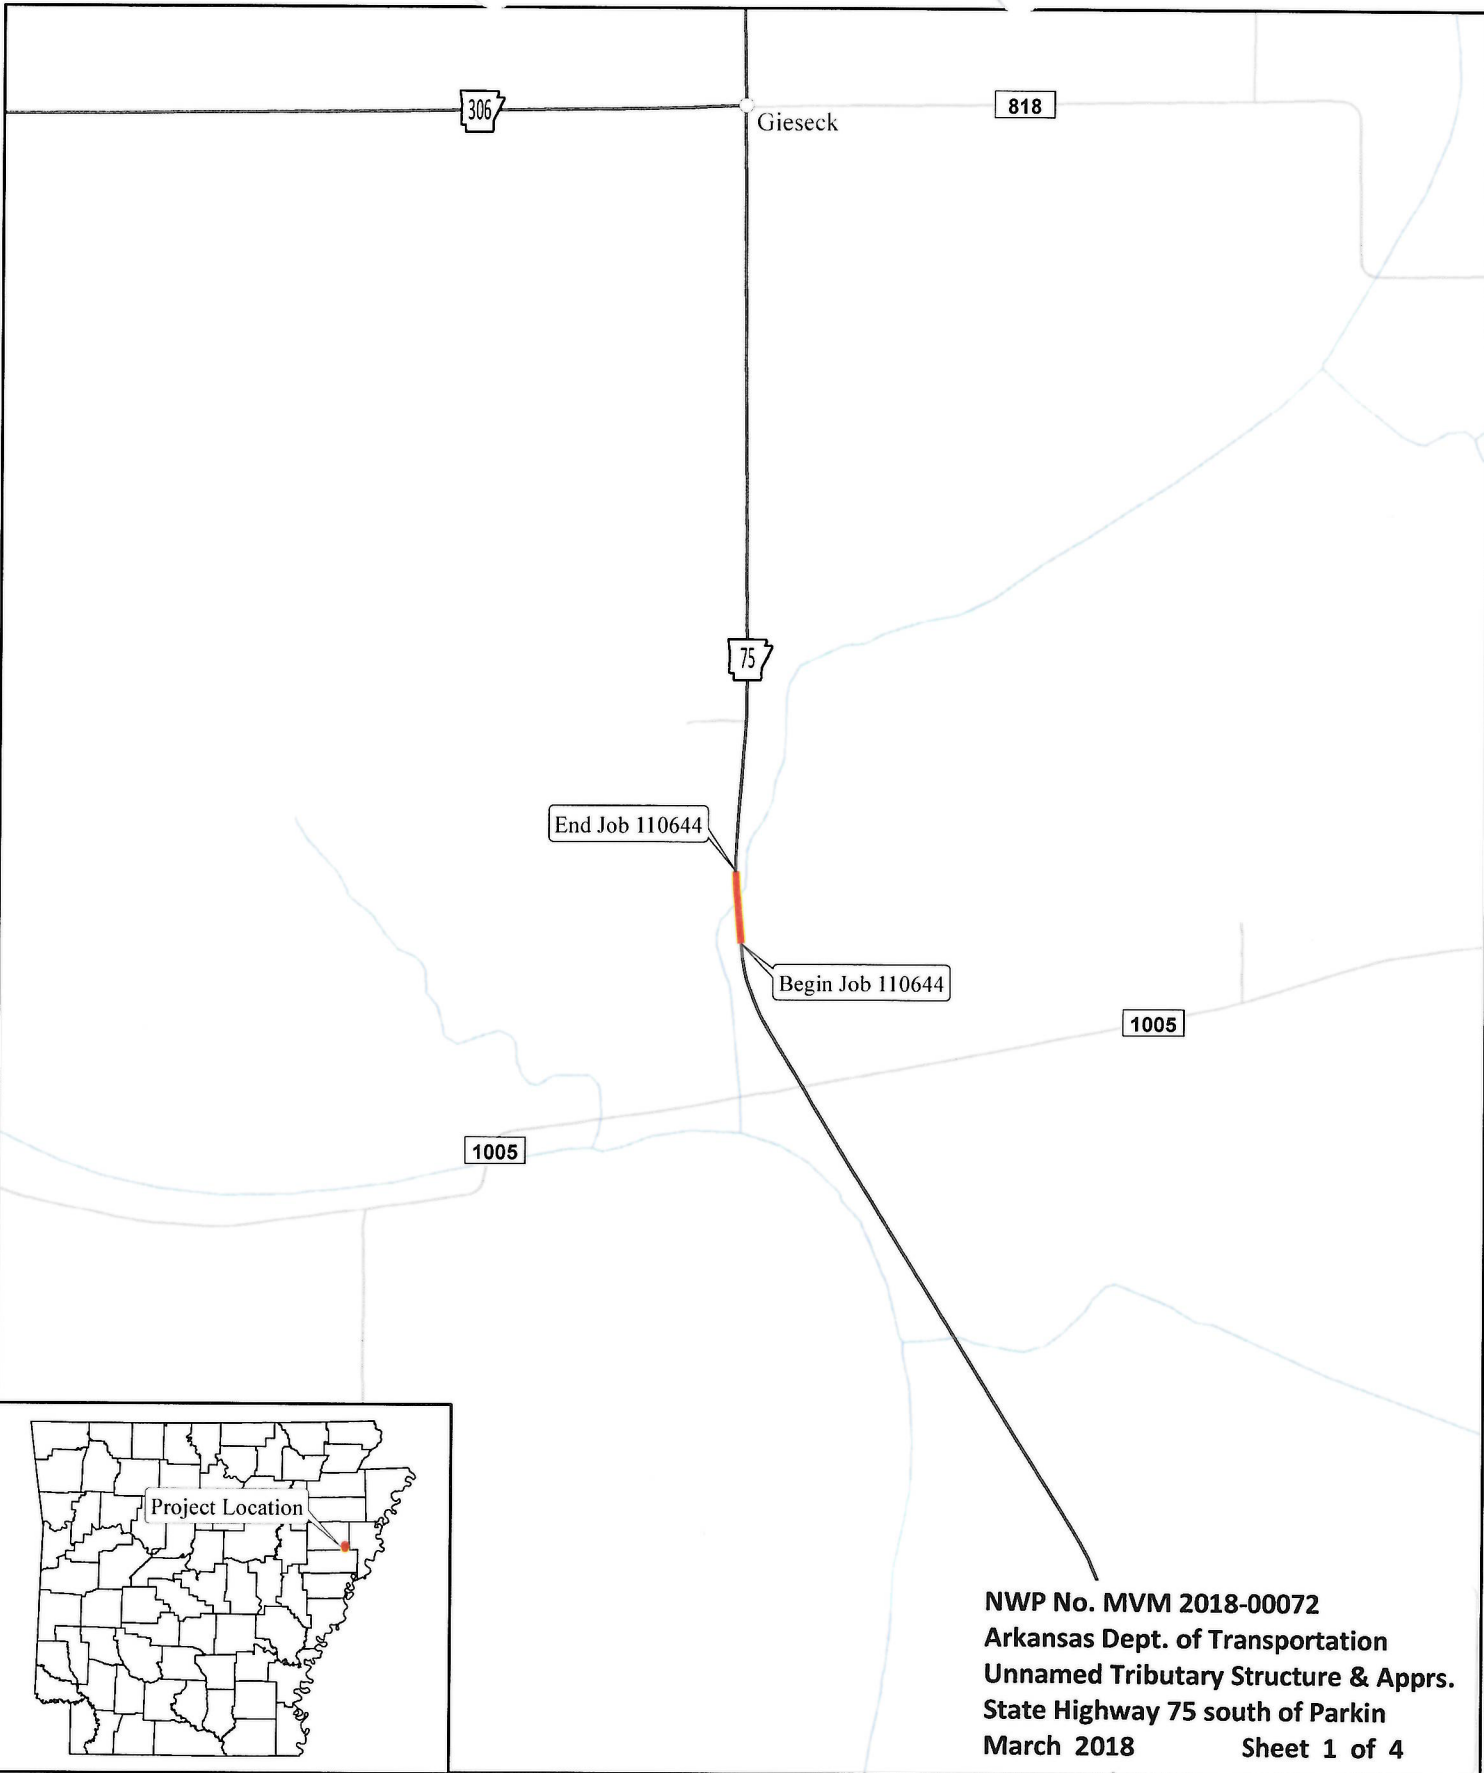 306
818
Gieseck
75
End Job 110644
Begin Job 110644
1005
1005
Project Location
NWP No. MVM 2018-00072
Arkansas Dept. of Transportation
Unnamed Tributary Structure & Apprs.
State Highway 75 south of Parkin
March 2018 Sheet 1 of 4